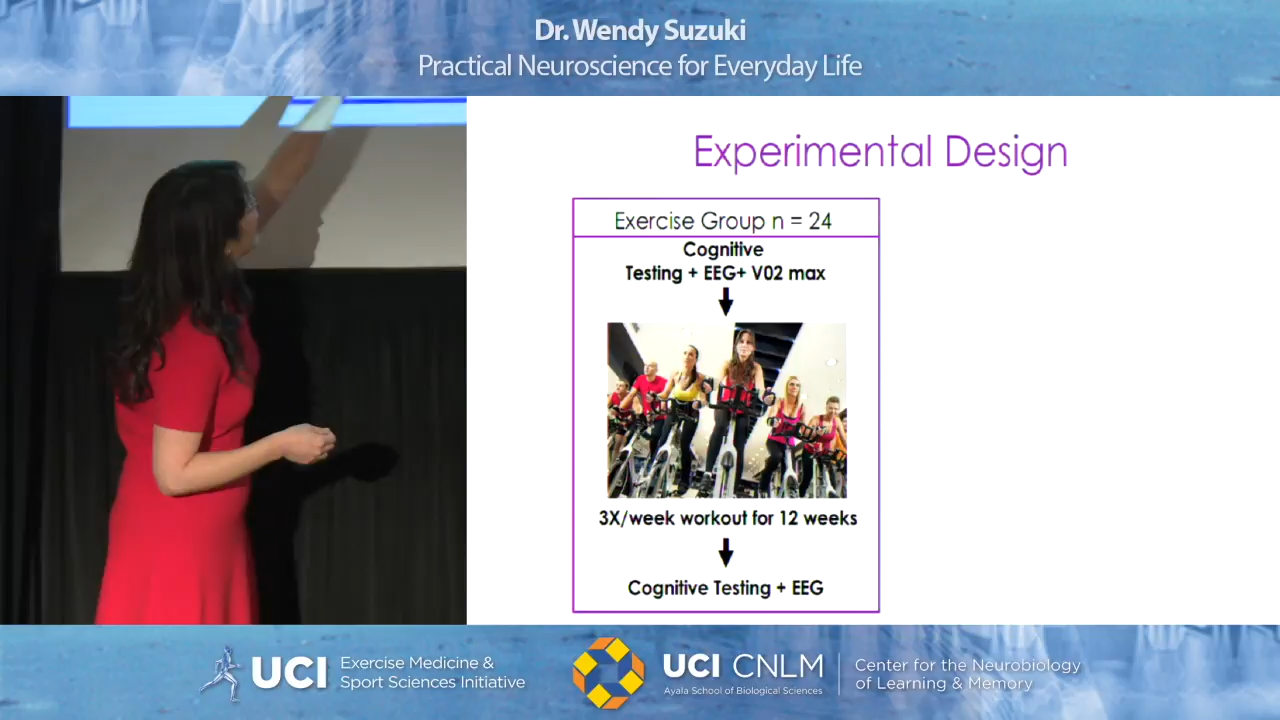 Dr. Wendy Suzuki
Practical Neuroscience for Everyday Life
Experimental Design
Exercise Group n = 24
Cognitive
Testing + EEG+ V02 max
3X/week workout for 12 weeks
Cognitive Testing + EEG
UCI
Exercise Medicine &
Sport Sciences Initiative
UCI CNLM
Ayala School of Biological Sciences
Center for the Neurobiology
of Learning & Memory